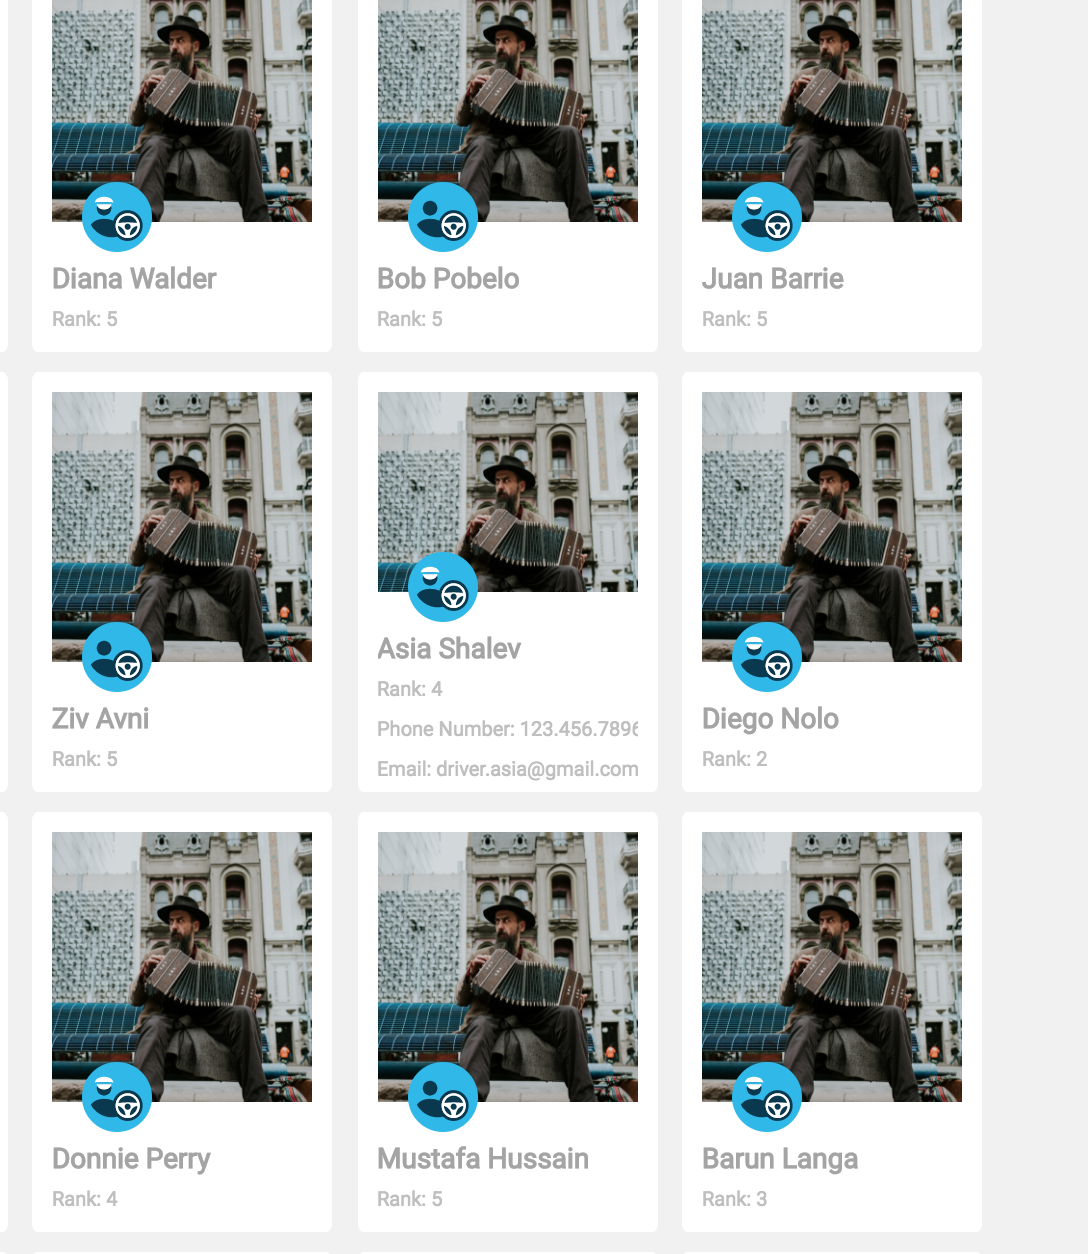 Diana Walder
Rank: 5
Bob Pobelo
Rank: 5
Juan Barrie
Rank: 5
Ziv Avni
Rank: 5
Asia Shalev
Rank: 4
Phone Number: 123.456.7896
Email: driver.asia@gmail.com
Diego Nolo
Rank: 2
Donnie Perry
Rank: 4
Mustafa Hussain
Rank: 5
Barun Langa
Rank: 3